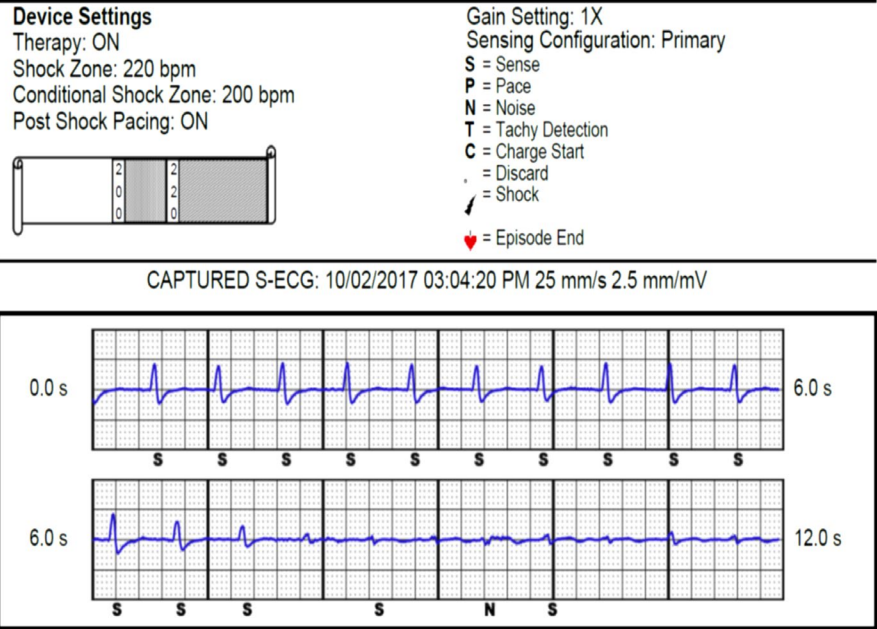 Device Settings
Therapy: ON
Shock Zone: 220 bpm
Conditional Shock Zone: 200 bpm
Post Shock Pacing: ON
200 220
Gain Setting: 1X
Sensing Configuration: Primary
S = Sense
P = Pace
N = Noise
T = Tachy Detection
C = Charge Start
. = Discard
= Shock
= Episode End
CAPTURED S-ECG: 10/02/2017 03:04:20 PM 25 mm/s 2.5 mm/mV
0.0 s 6.0 s
S S S S S S S S S S
6.0 s 12.0 s
S S S S N S